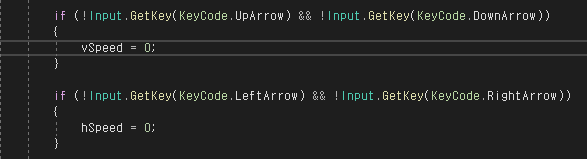 if (!Input.GetKey(KeyCode.UpArrow) && !Input.GetKey(KeyCode.DownArrow))
{
vSpeed = 0;
}
if (!Input.GetKey(KeyCode.LeftArrow) && !Input.GetKey(KeyCode.RightArrow))
{
hSpeed = 0;
}